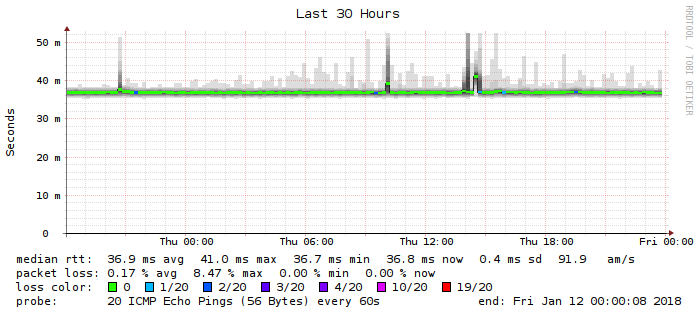 Last 30 Hours
RRDTOOL / TOBI OETIKER
Seconds
50 m
40 m
30 m
20 m
10 m
0
Thu 00:00 Thu 06:00 Thu 12:00 Thu 18:00 Fri 00:00
median rtt: 36.9 ms avg 41.0 ms max 36.7 ms min 36.8 ms now 0.4 ms sd 91.9 am/s
packet loss: 0.17 % avg 8.47 % max 0.00 % min 0.00 % now
loss color: 0 1/20 2/20 3/20 4/20 10/20 19/20
probe: 20 ICMP Echo Pings (56 Bytes) every 60s end: Fri Jan 12 00:00:08 2018